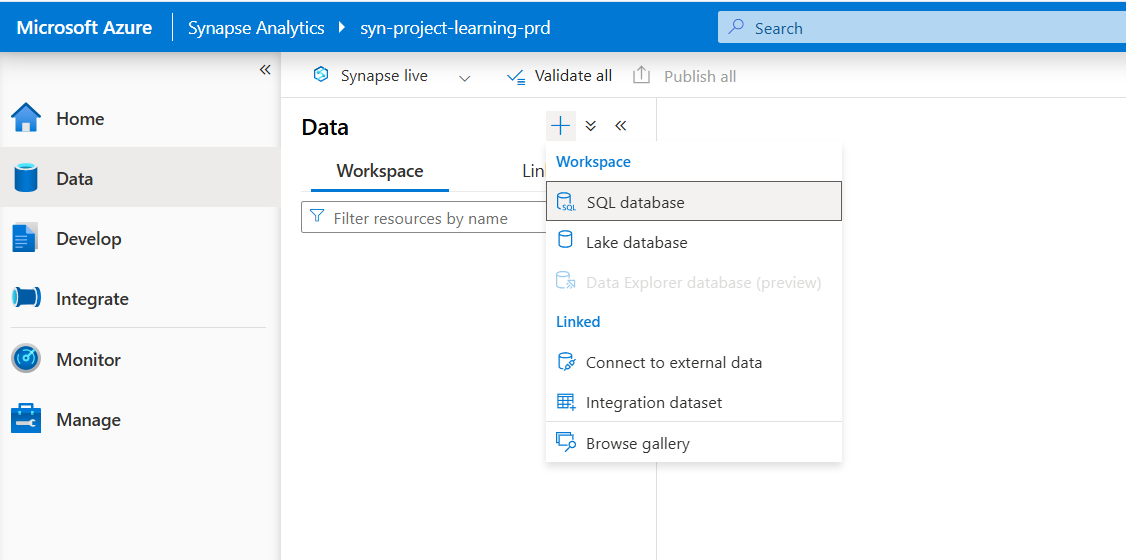 Microsoft Azure
Synapse Analytics
syn-project-learning-prd
Search
Synapse live
Validate all
Publish all
Home
Data
Develop
Integrate
Monitor
Manage
Data
Workspace
Lin
Filter resources by name
Workspace
SQL
SQL database
Lake database
Data Explorer database (preview)
Linked
Connect to external data
Integration dataset
Browse gallery